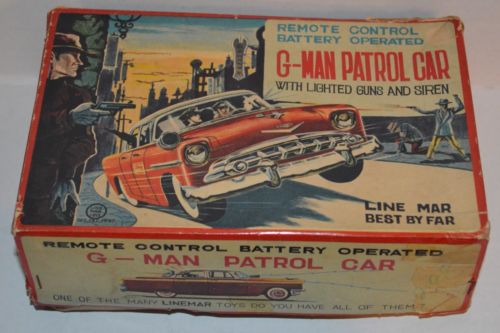 REMOTE CONTROL
BATTERY OPERATED
G-MAN PATROL CAR
WITH LIGHTED GUNS AND SIREN
LINE MAR
BEST BY FAR
REMOTE CONTROL BATTERY OPERATED
G-MAN PATROL CAR
ONE OF THE MANY LINEMAR TOYS DO YOU HAVE ALL OF THEM?